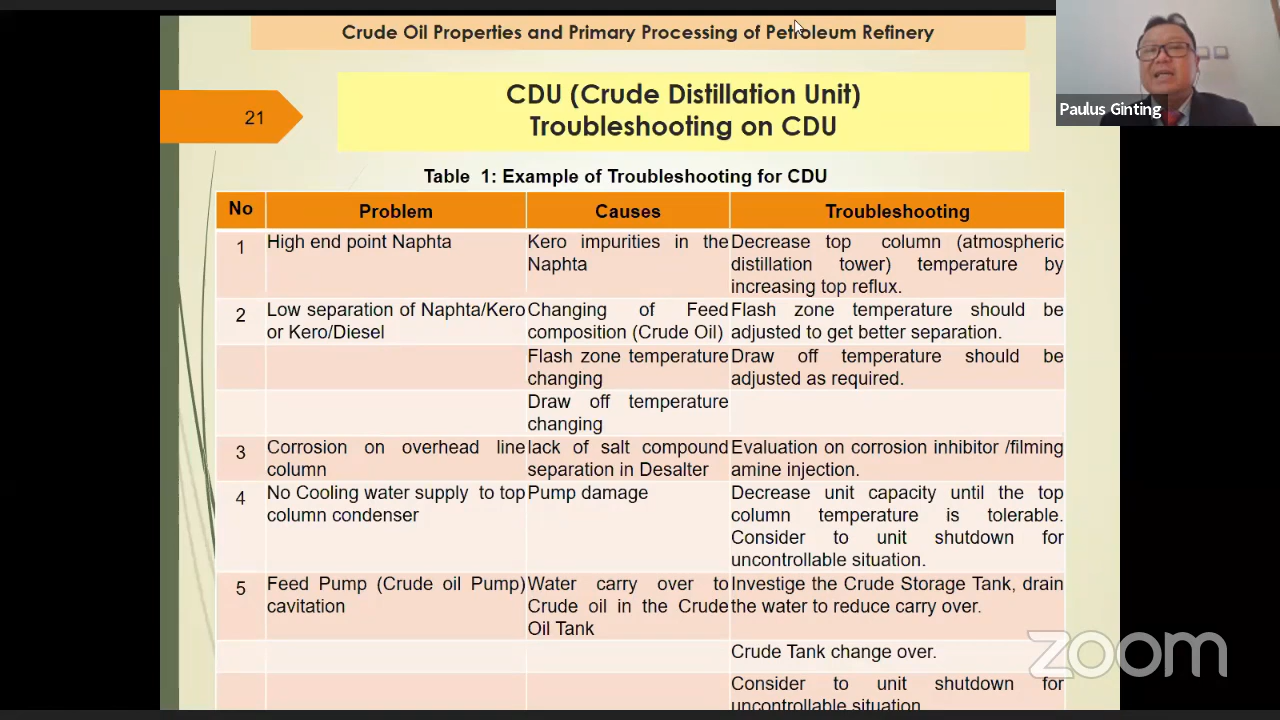 Crude Oil Properties and Primary Processing of Petroleum Refinery
Paulus Ginting
21
CDU (Crude Distillation Unit)
Troubleshooting on CDU
Table 1: Example of Troubleshooting for CDU
No Problem Causes Troubleshooting
1 High end point Naphta
Kero impurities in the
Naphta
Decrease top column (atmospheric
distillation tower) temperature by
increasing top reflux.
2 Low separation of Naphta/Kero
or Kero/Diesel
Changing of Feed
composition (Crude Oil)
Flash zone temperature should be
adjusted to get better separation.
Flash zone temperature
changing
Draw off temperature should be
adjusted as required.
Draw off temperature
changing
3 Corrosion on overhead line
column
lack of salt compound
separation in Desalter
Evaluation on corrosion inhibitor /filming
amine injection.
4 No Cooling water supply to top
column condenser
Pump damage
Decrease unit capacity until the top
column temperature is tolerable.
Consider to unit shutdown for
uncontrollable situation.
5 Feed Pump (Crude oil Pump)
cavitation
Water carry over to
Crude oil in the Crude
Oil Tank
Investige the Crude Storage Tank, drain
the water to reduce carry over.
Crude Tank change over.
Consider to unit shutdown for
uncontrollable situation
zoom